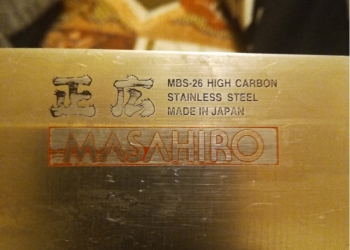 正広
MBS-26 HIGH CARBON
STAINLESS STEEL
MADE IN JAPAN
MASAHIRO